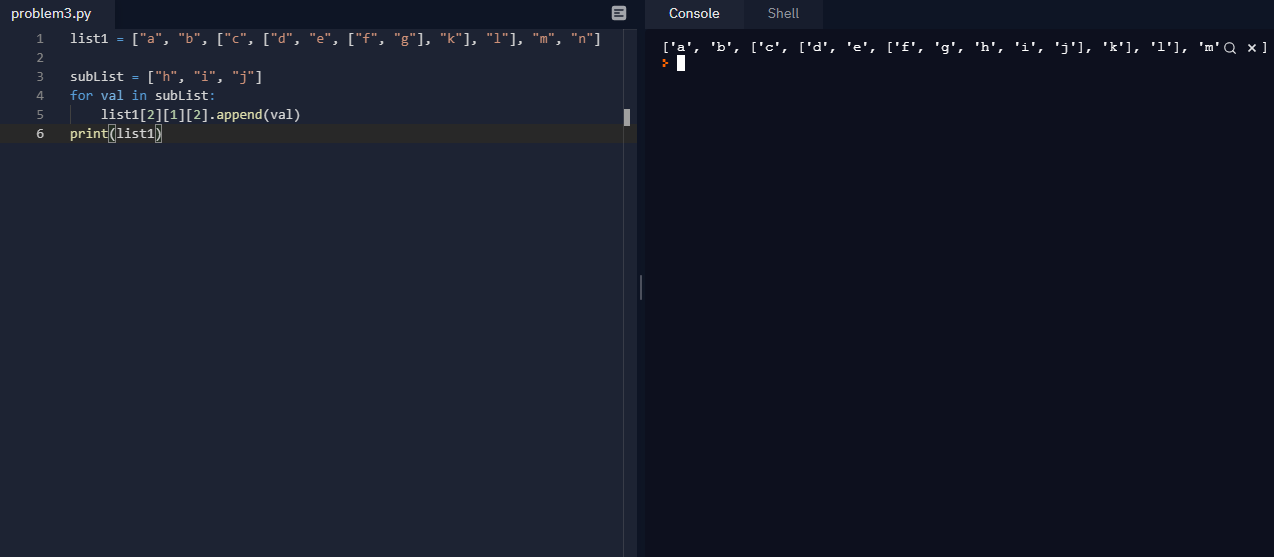 problem3.py
1 list1 = ["a", "b", ["c", ["d", "e", ["f", "g"], "k"], "l"], "m", "n"]
2
3 subList = ["h", "i", "j"]
4 for val in subList:
5     list1[2][1][2].append(val)
6 print(list1)
Console Shell
['a', 'b', ['c', ['d', 'e', ['f', 'g', 'h', 'i', 'j'], 'k'], 'l'], 'm' ]